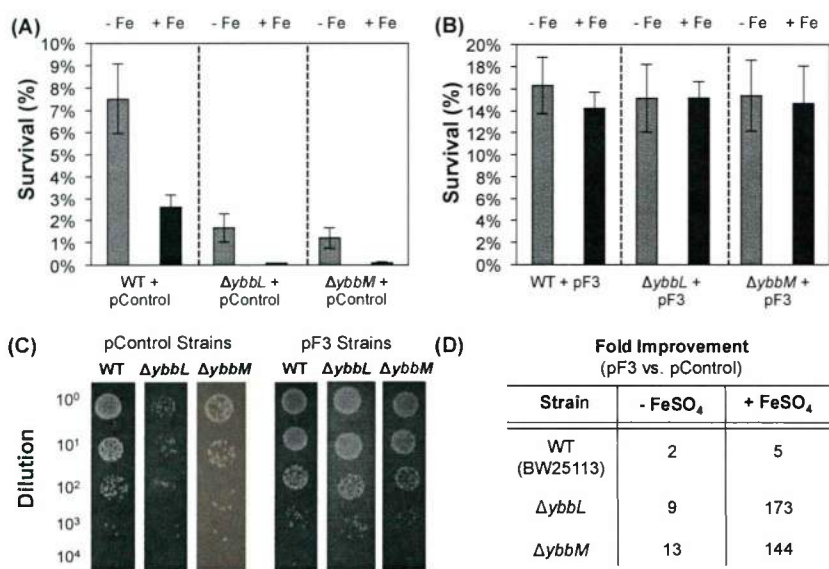 (A)
- Fe + Fe - Fe + Fe - Fe + Fe
Survival (%)
10%
9%
8%
7%
6%
5%
4%
3%
2%
1%
0%
WT + pControl
ΔybbL + pControl
ΔybbM + pControl
(B)
- Fe + Fe - Fe + Fe - Fe + Fe
Survival (%)
20%
18%
16%
14%
12%
10%
8%
6%
4%
2%
0%
WT + pF3
ΔybbL + pF3
ΔybbM + pF3
(C)
pControl Strains pF3 Strains
WT ΔybbL ΔybbM WT ΔybbL ΔybbM
Dilution
10⁰
10¹
10²
10³
10⁴
(D)
Fold Improvement
(pF3 vs. pControl)
Strain - FeSO₄ + FeSO₄
WT (BW25113) 2 5
ΔybbL 9 173
ΔybbM 13 144